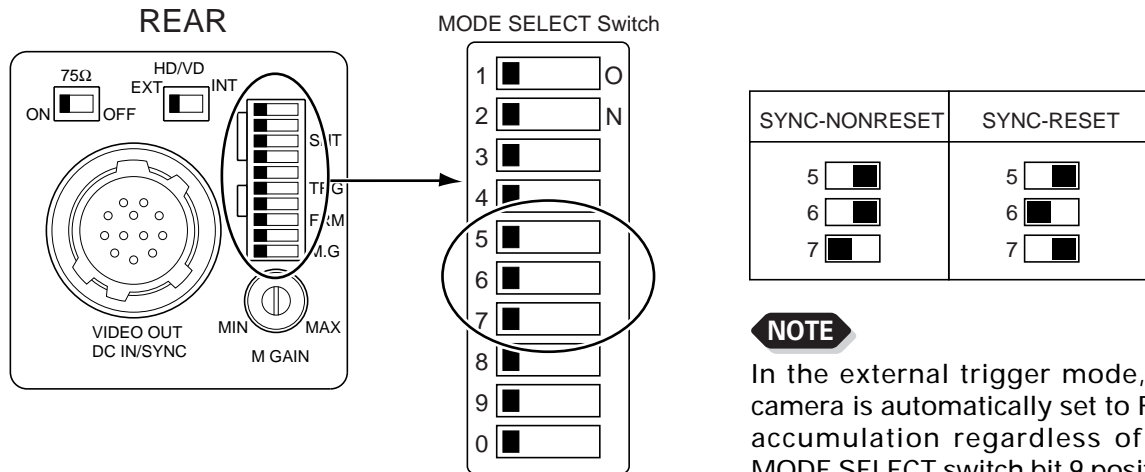 REAR
75Ω
ON
OFF
HD/VD
EXT
INT
SHT
TRG
FRM
M.G
VIDEO OUT
DC IN/SYNC
MIN
MAX
M GAIN
MODE SELECT Switch
1
O
2
N
3
4
5
6
7
8
9
0
SYNC-NONRESET
SYNC-RESET
5
5
6
6
7
7
NOTE
In the external trigger mode,
camera is automatically set to
accumulation regardless of
MODE SELECT switch bit 9